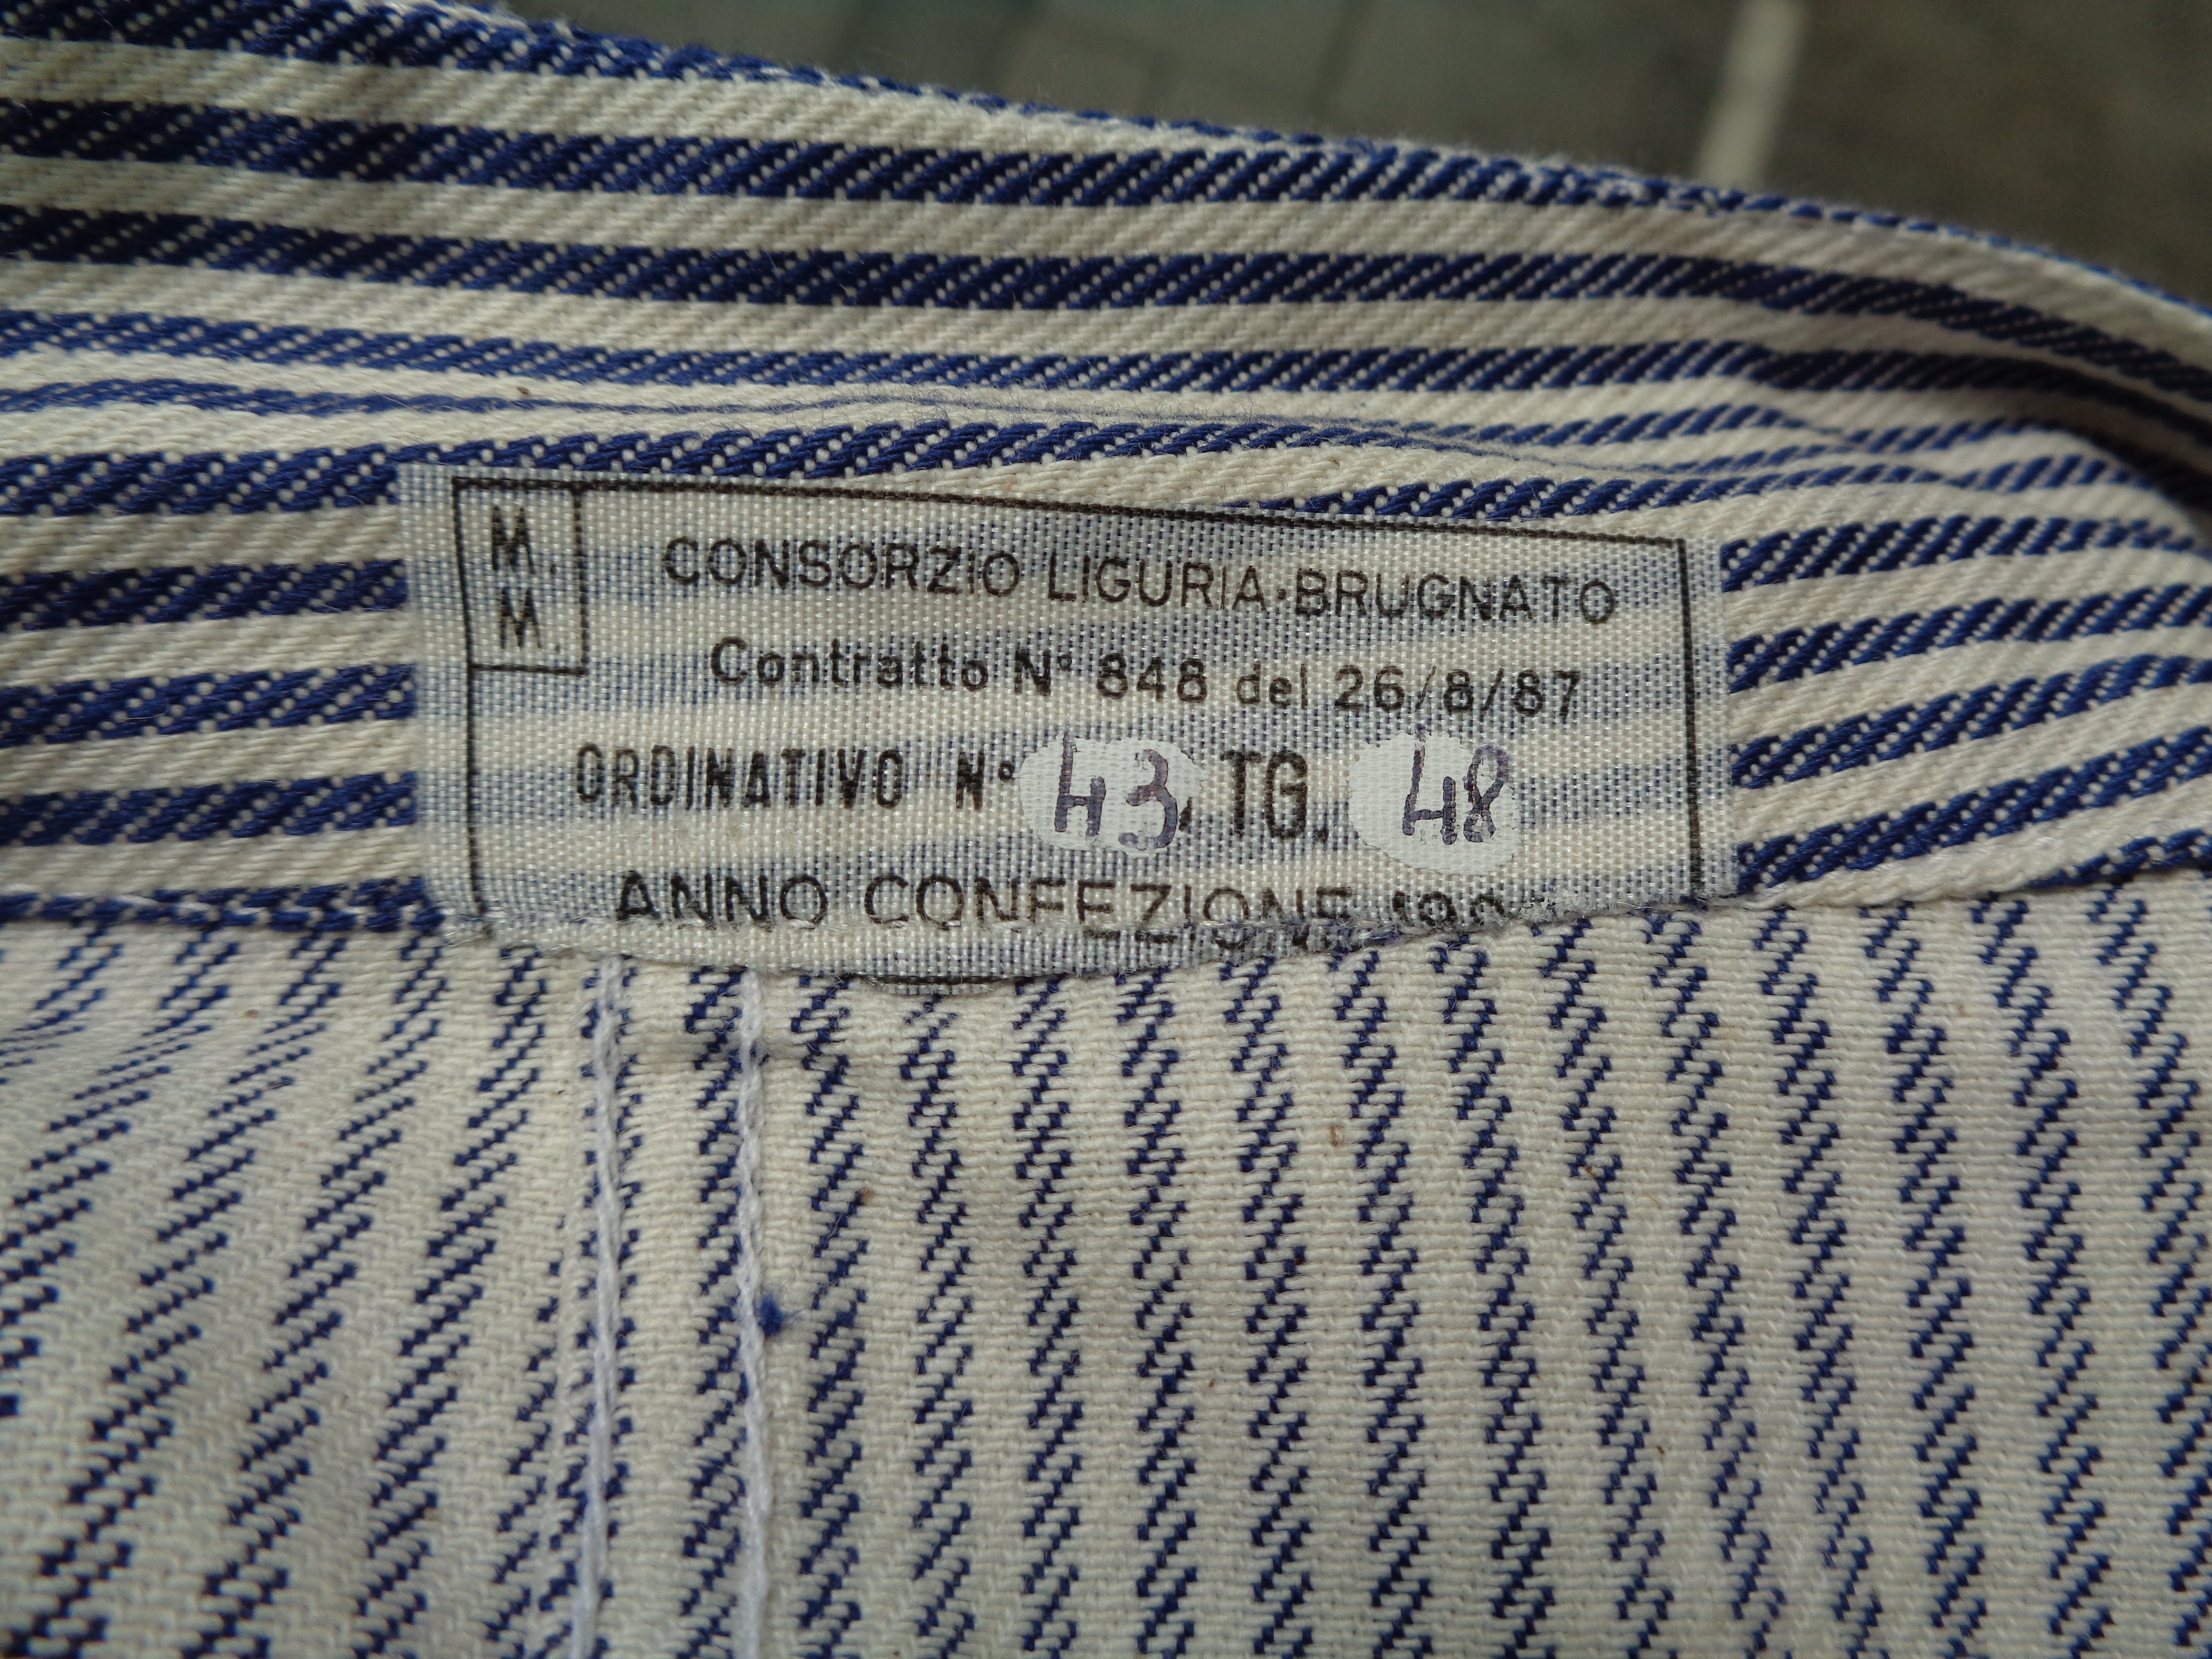 M.
M.
CONSORZIO LIGURIA·BRUGNATO
Contratto N° 848 del 26/8/87
ORDINATIVO N° 43, TG. 48
ANNO CONFEZIONE